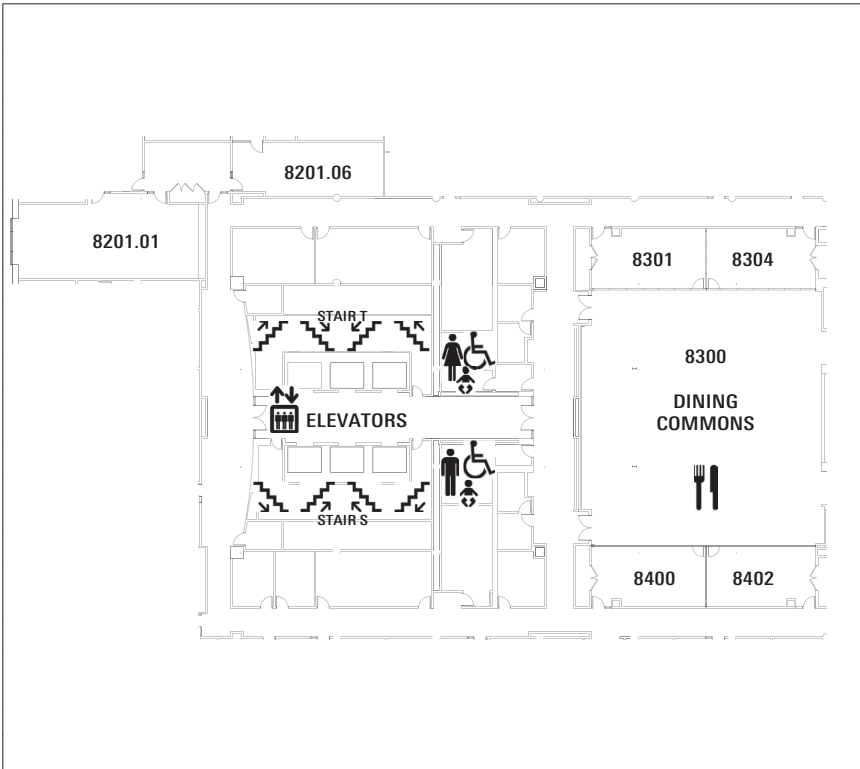 8201.06
8201.01
8301
8304
STAIR T
8300
DINING
COMMONS
ELEVATORS
STAIR S
8400
8402